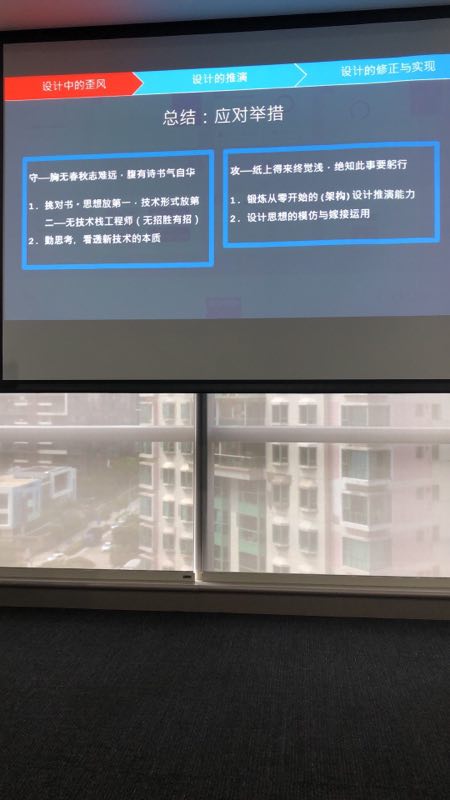 设计中的歪风
设计的推演
设计的修正与实现
总结：应对举措
守——胸无春秋志难远·腹有诗书气自华
1. 挑对书·思想放第一·技术形式放第
二——无技术栈工程师（无招胜有招）
2. 勤思考，看透新技术的本质
攻——纸上得来终觉浅·绝知此事要躬行
1. 锻炼从零开始的(架构)设计推演能力
2. 设计思想的模仿与嫁接运用